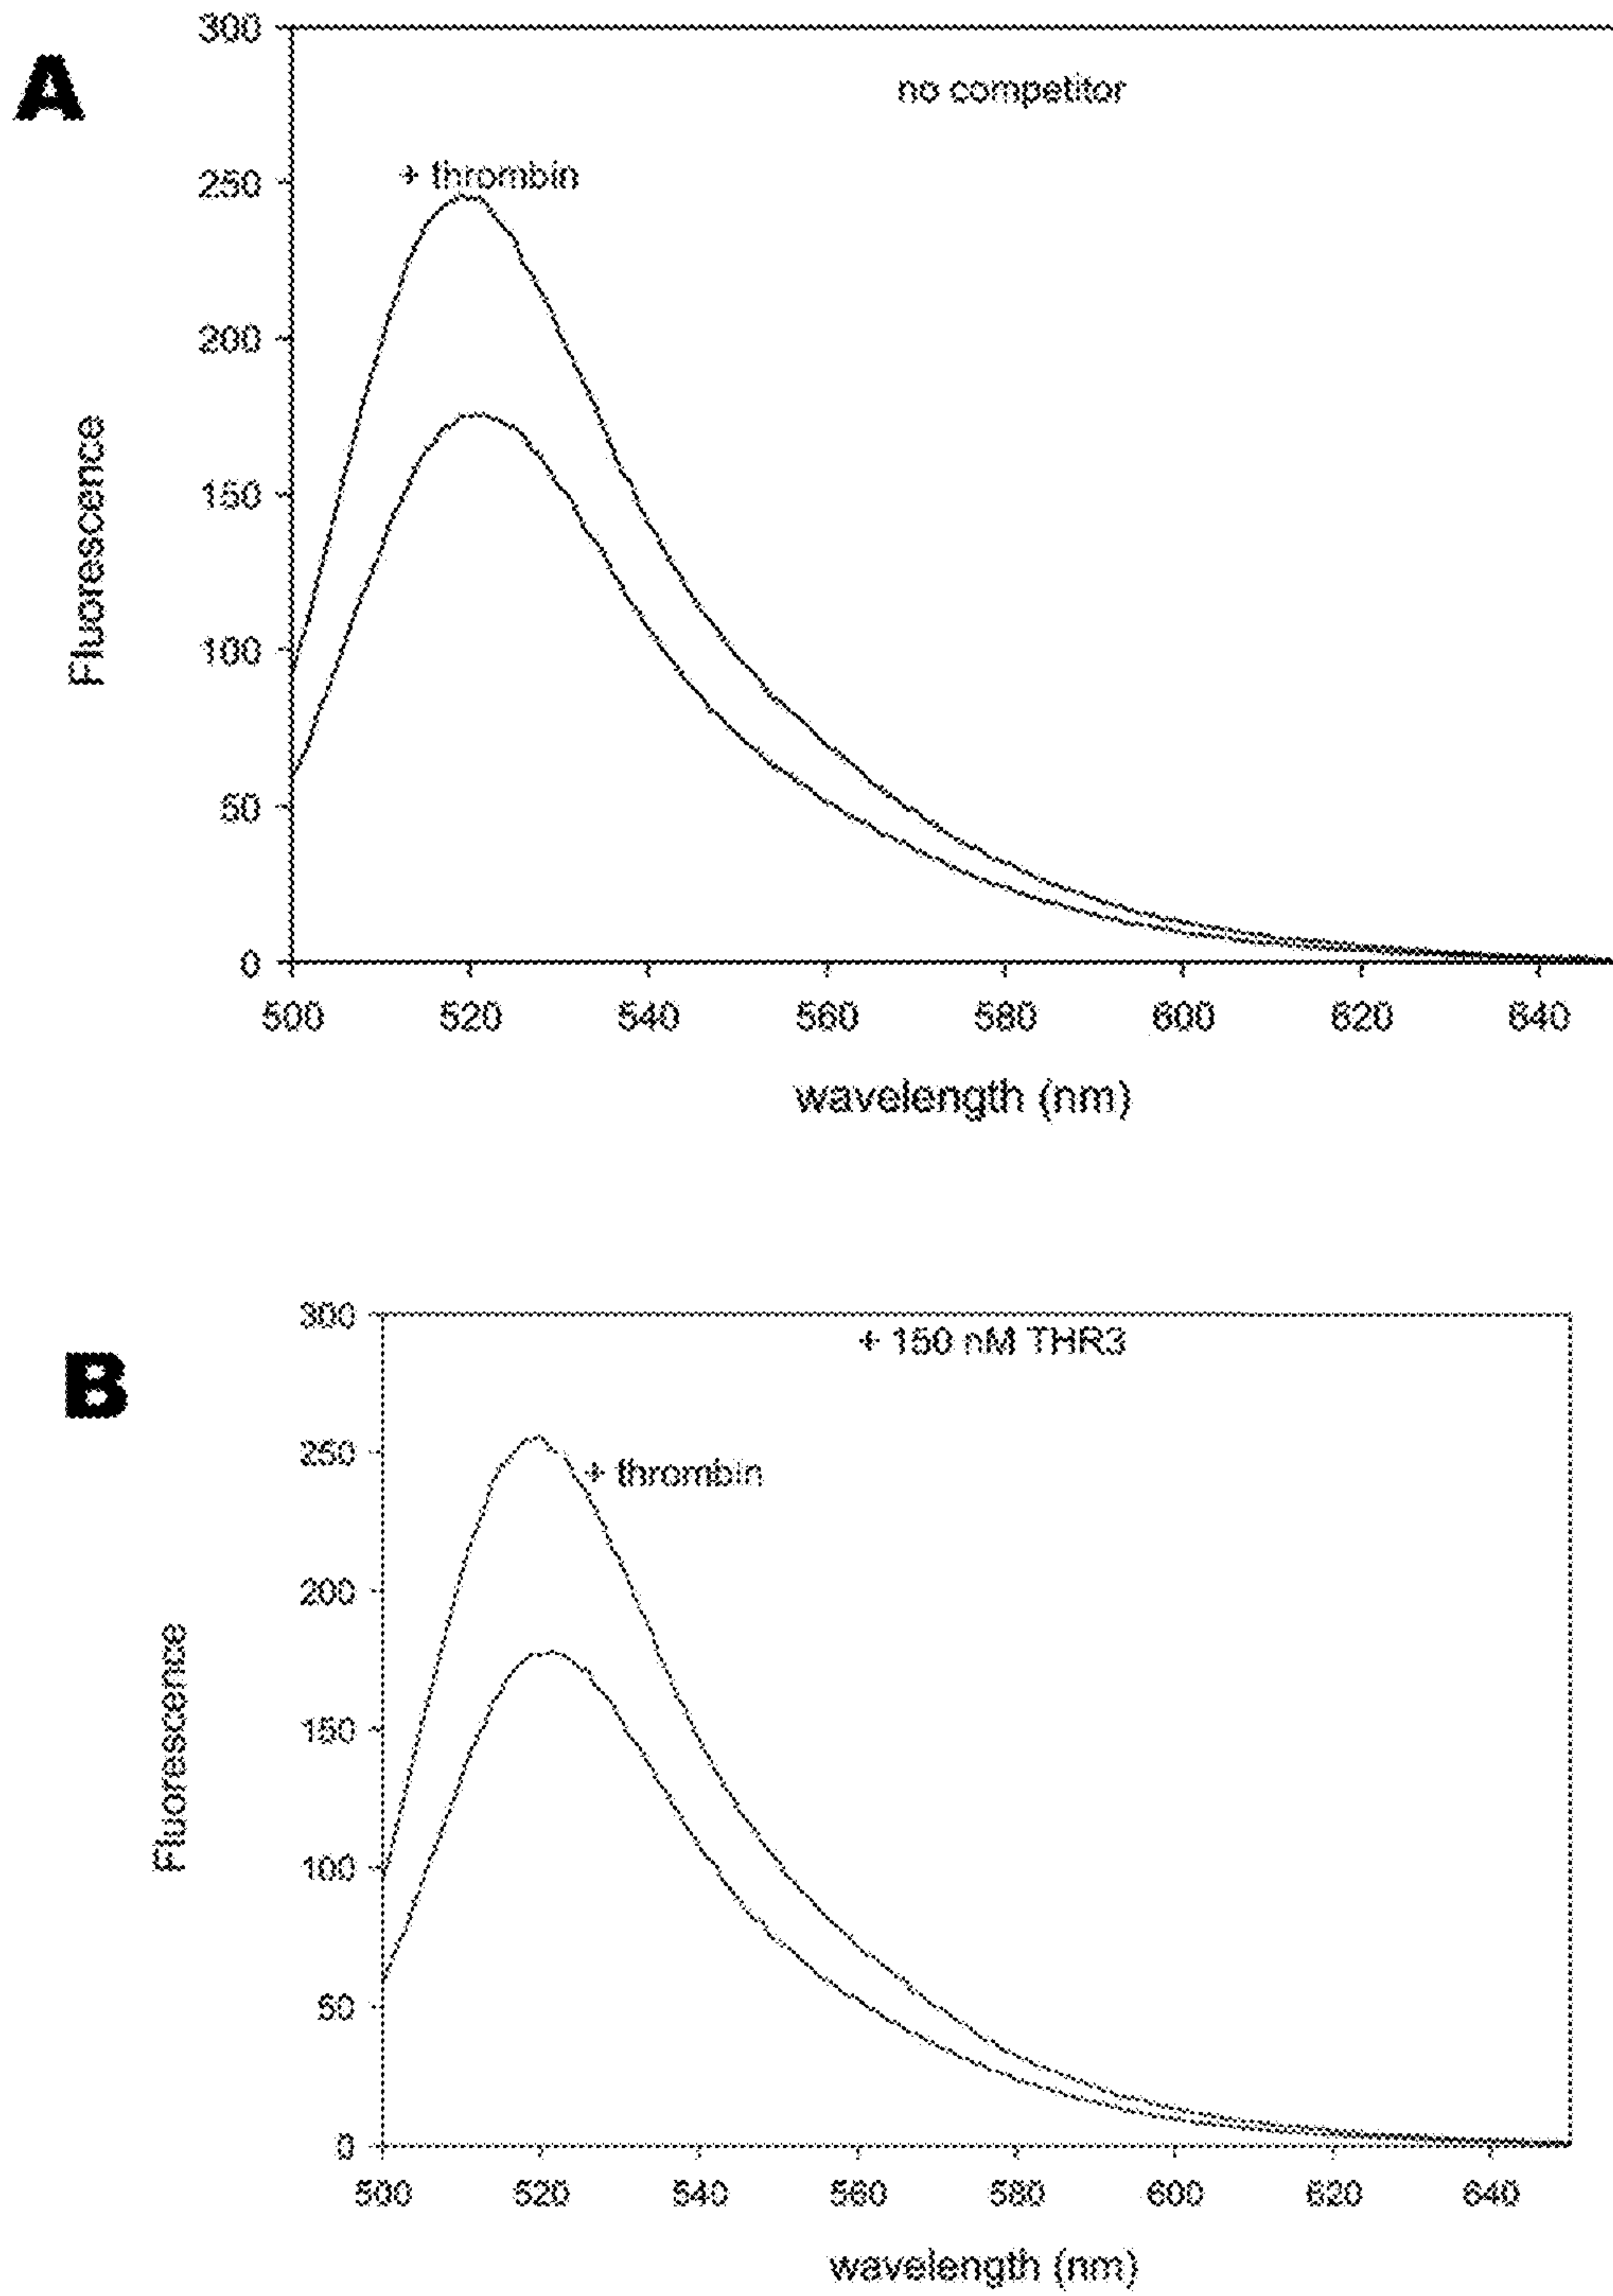 A
300
no competitor
+ thrombin
250
200
150
100
50
0
Fluorescence
500 520 540 560 580 600 620 640
wavelength (nm)
B
300
+ 150 nM THR3
250
+ thrombin
200
150
100
50
0
Fluorescence
500 520 540 560 580 600 620 640
wavelength (nm)